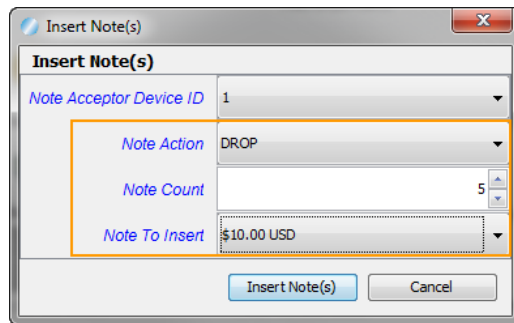 Insert Note(s)
Insert Note(s)
Note Acceptor Device ID 1
Note Action DROP
Note Count 5
Note To Insert $10.00 USD
Insert Note(s) Cancel